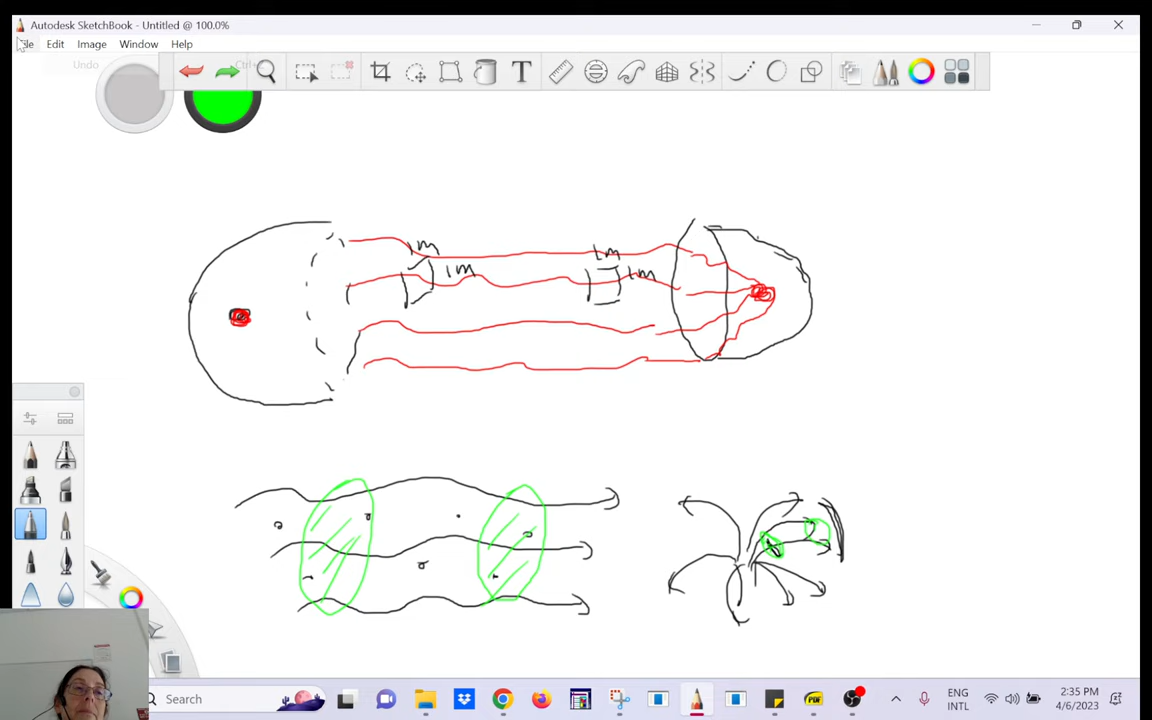 Autodesk SketchBook - Untitled @ 100.0%
Edit Image Window Help
Undo
T
1m 1m
1m 1m
Search
PDF
ENG
INTL
2:35 PM
4/6/2023